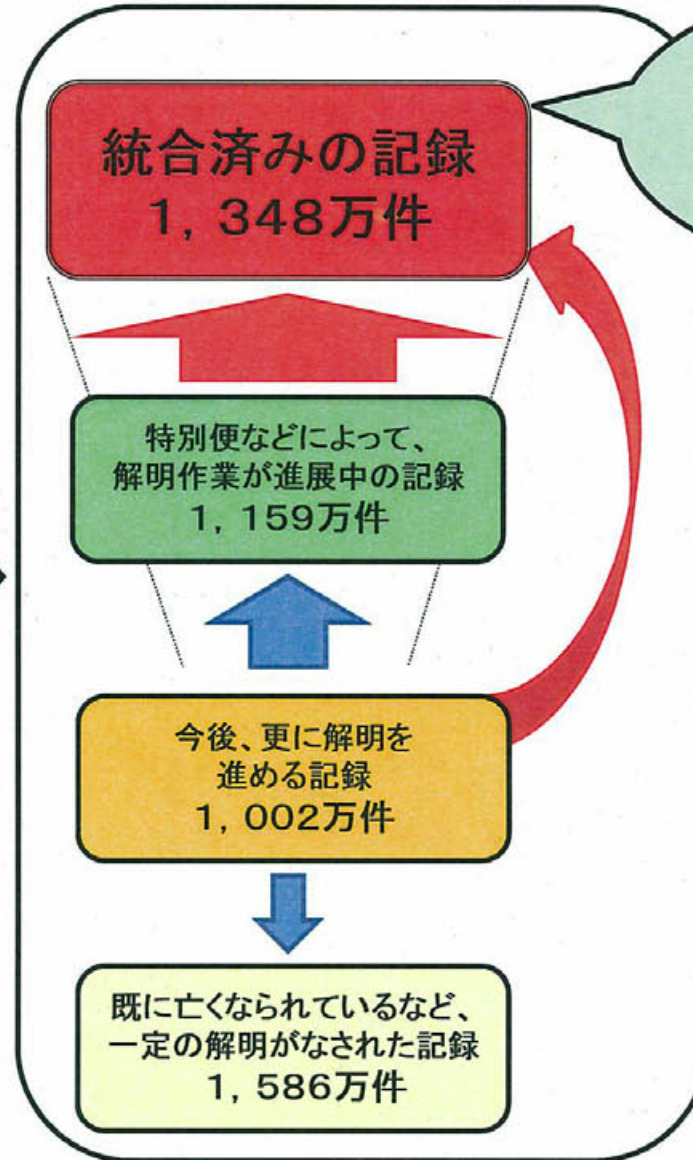 統合済みの記録
1，348万件
特別便などによって、
解明作業が進展中の記録
1，159万件
今後、更に解明を
進める記録
1，002万件
既に亡くなられているなど、
一定の解明がなされた記録
1，586万件